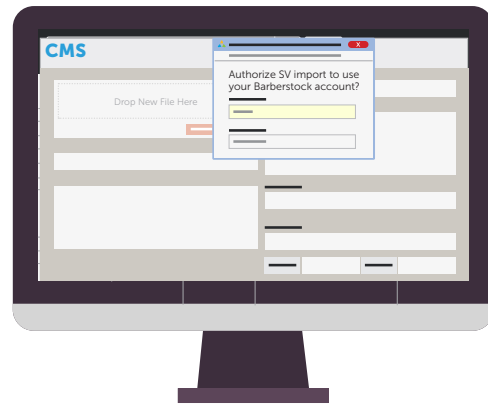 CMS
X
Authorize SV import to use
your Barberstock account?
Drop New File Here